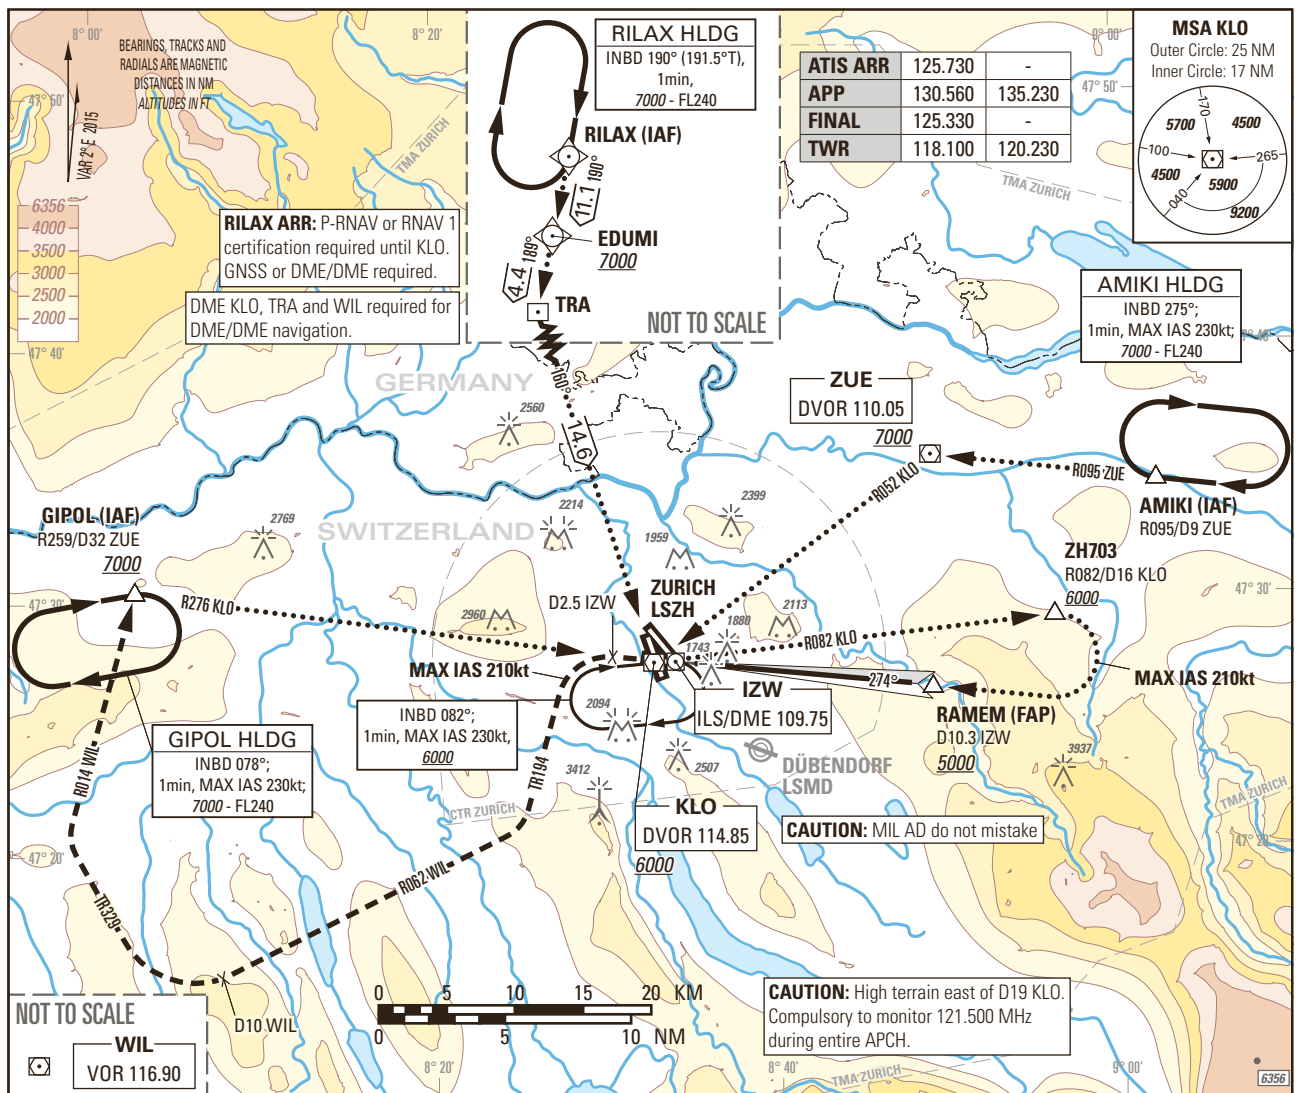 8° 00'
8° 20'
9° 00'
BEARINGS, TRACKS AND
RADIALS ARE MAGNETIC
DISTANCES IN NM
ALTITUDES IN FT
47° 50'
VAR 2° E 2015
6356
4000
3500
3000
2500
2000
47° 40'
TMA ZURICH
RILAX ARR: P-RNAV or RNAV 1
certification required until KLO.
GNSS or DME/DME required.
DME KLO, TRA and WIL required for
DME/DME navigation.
RILAX HLDG
INBD 190° (191.5°T),
1min,
7000 - FL240
RILAX (IAF)
11.1 190°
EDUMI
7000
4.4 189°
TRA
NOT TO SCALE
160°
14.6
ATIS ARR 125.730 -
APP 130.560 135.230
FINAL 125.330 -
TWR 118.100 120.230
47° 50'
TMA ZURICH
MSA KLO
Outer Circle: 25 NM
Inner Circle: 17 NM
170
5700
4500
100
265
4500
5900
040
9200
AMIKI HLDG
INBD 275°;
1min, MAX IAS 230kt;
7000 - FL240
7° 40'
GERMANY
2560
ZUE
DVOR 110.05
7000
R095 ZUE
AMIKI (IAF)
R095/D9 ZUE
R052 KLO
GIPOL (IAF)
R259/D32 ZUE
7000
2769
SWITZERLAND
2214
2399
1959
ZH703
R082/D16 KLO
6000
47° 30'
47° 30'
R276 KLO
D2.5 IZW
ZURICH
LSZH
2960
2113
1880
1743
R082 KLO
MAX IAS 210kt
MAX IAS 210kt
274°
RAMEM (FAP)
D10.3 IZW
5000
IZW
ILS/DME 109.75
INBD 082°;
1min, MAX IAS 230kt,
6000
2094
GIPOL HLDG
INBD 078°;
1min, MAX IAS 230kt;
7000 - FL240
R014 WIL
TR194
3412
2507
DÜBENDORF
LSMD
3937
CTR ZURICH
KLO
DVOR 114.85
6000
CAUTION: MIL AD do not mistake
TMA ZURICH
47° 20'
47° 20'
TR329
R062 WIL
D10 WIL
NOT TO SCALE
WIL
VOR 116.90
0 5 10 15 20 KM
0 5 10 NM
CAUTION: High terrain east of D19 KLO.
Compulsory to monitor 121.500 MHz
during entire APCH.
8° 20'
8° 40'
9° 00'
TMA ZURICH
6356